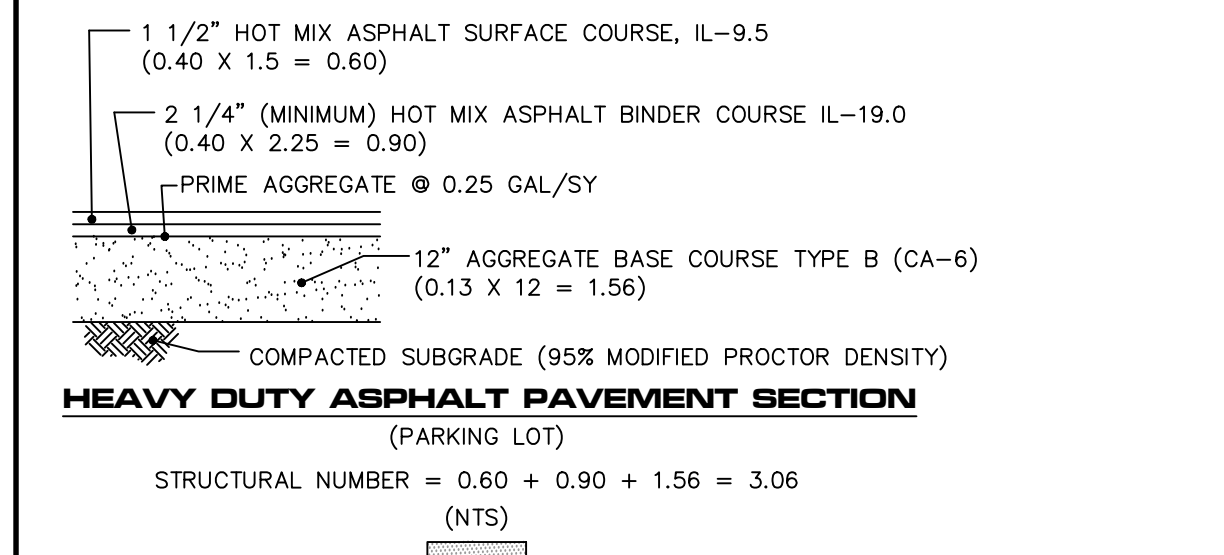 1 1/2" HOT MIX ASPHALT SURFACE COURSE, IL-9.5
(0.40 X 1.5 = 0.60)
2 1/4" (MINIMUM) HOT MIX ASPHALT BINDER COURSE IL-19.0
(0.40 X 2.25 = 0.90)
PRIME AGGREGATE @ 0.25 GAL/SY
12" AGGREGATE BASE COURSE TYPE B (CA-6)
(0.13 X 12 = 1.56)
COMPACTED SUBGRADE (95% MODIFIED PROCTOR DENSITY)
HEAVY DUTY ASPHALT PAVEMENT SECTION
(PARKING LOT)
STRUCTURAL NUMBER = 0.60 + 0.90 + 1.56 = 3.06
(NTS)